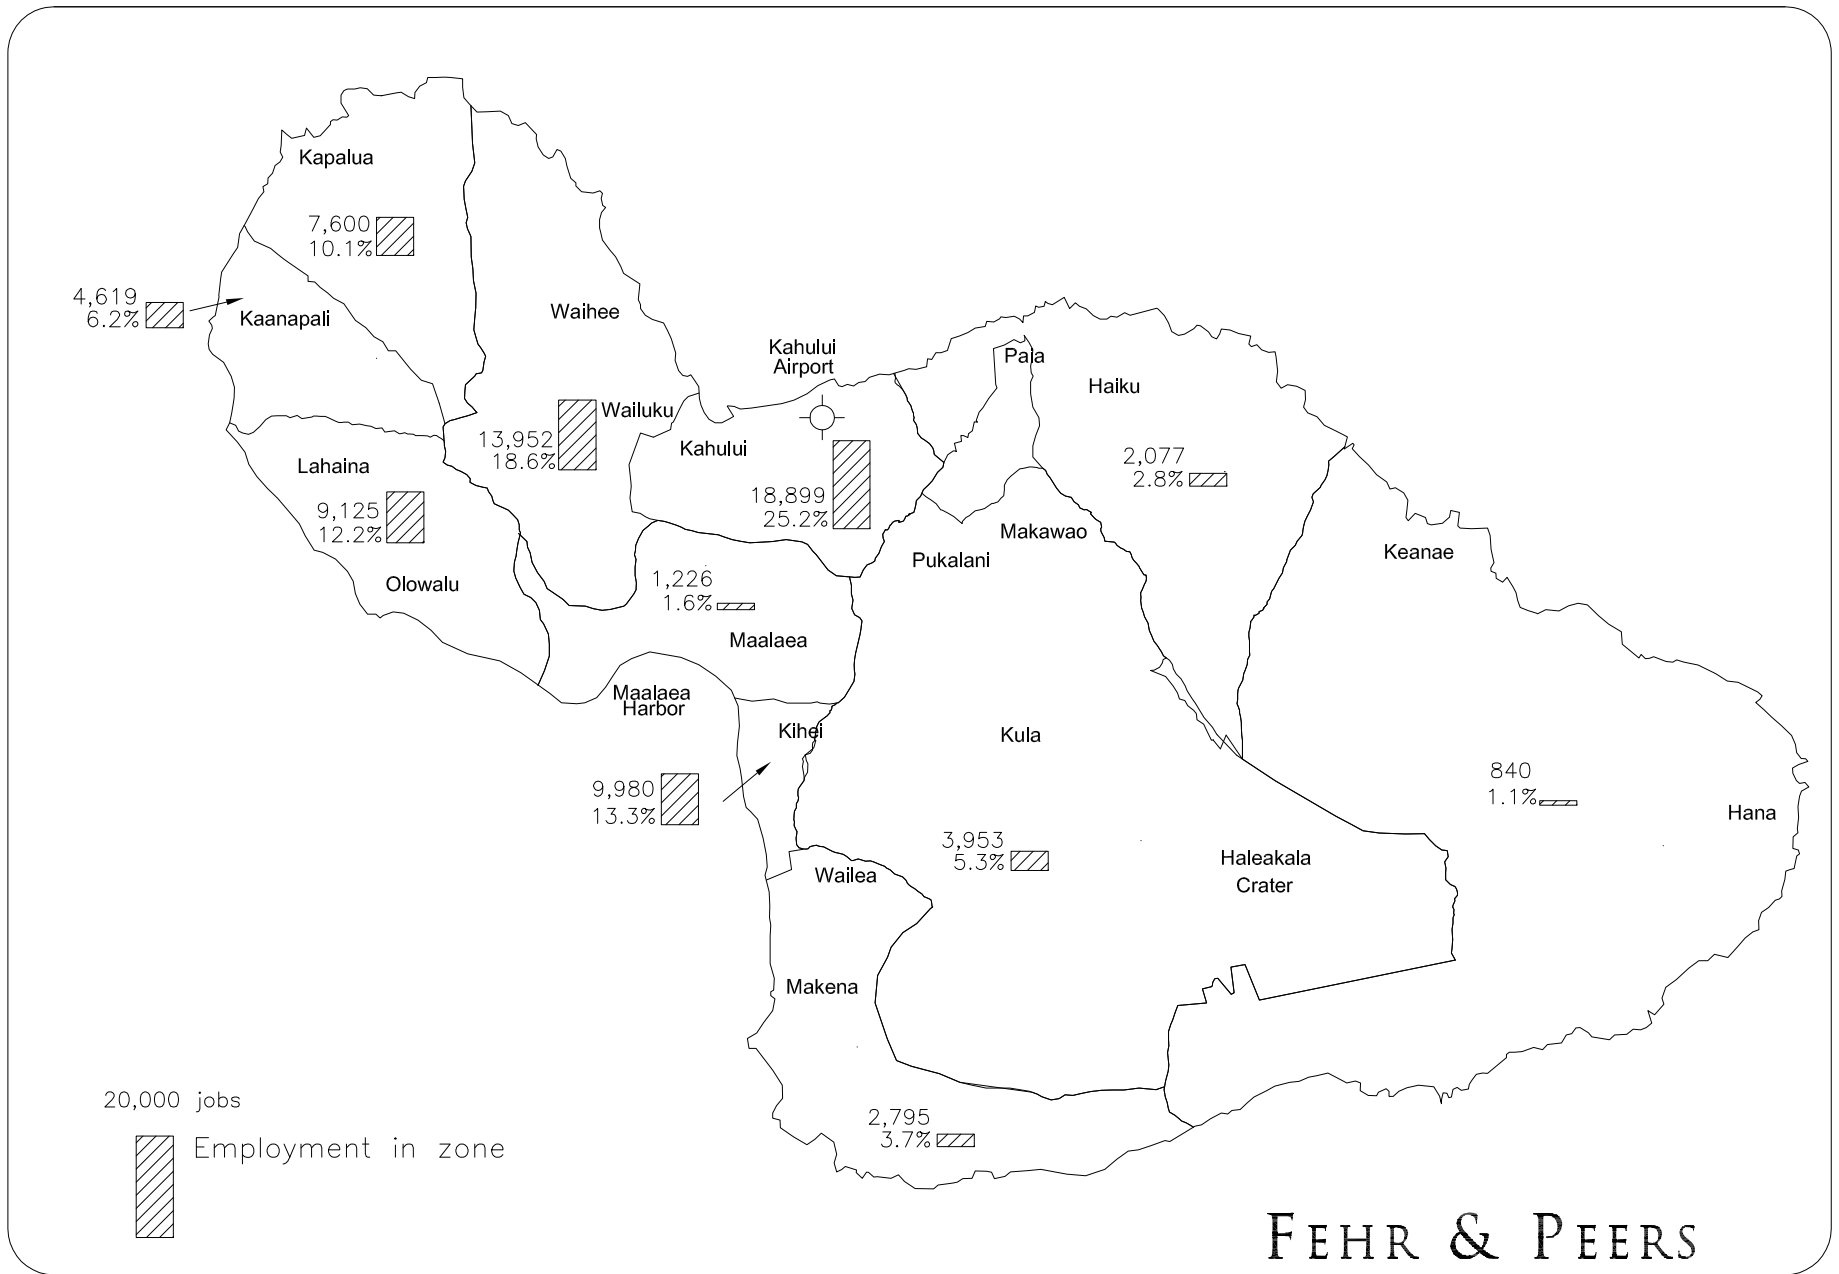 Kapalua
7,600
10.1%
4,619
6.2%
Kaanapali
Waihee
Kahului
Airport
Paia
Haiku
Wailuku
13,952
18.6%
Kahului
18,899
25.2%
2,077
2.8%
Lahaina
9,125
12.2%
Olowalu
Makawao
Pukalani
Keanae
1,226
1.6%
Maalaea
Maalaea
Harbor
Kihei
9,980
13.3%
Kula
840
1.1%
Hana
3,953
5.3%
Haleakala
Crater
Wailea
Makena
2,795
3.7%
20,000 jobs
Employment in zone
FEHR & PEERS